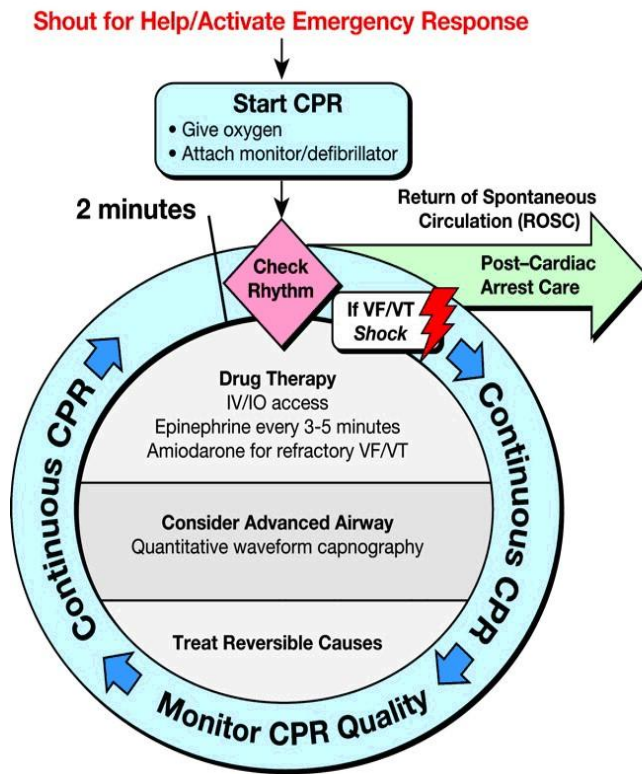 Shout for Help/Activate Emergency Response
Start CPR
• Give oxygen
• Attach monitor/defibrillator
2 minutes
Return of Spontaneous
Circulation (ROSC)
Post–Cardiac
Arrest Care
Check
Rhythm
If VF/VT
Shock
Drug Therapy
IV/IO access
Epinephrine every 3-5 minutes
Amiodarone for refractory VF/VT
Consider Advanced Airway
Quantitative waveform capnography
Treat Reversible Causes
Continuous CPR
Monitor CPR Quality
Continuous CPR